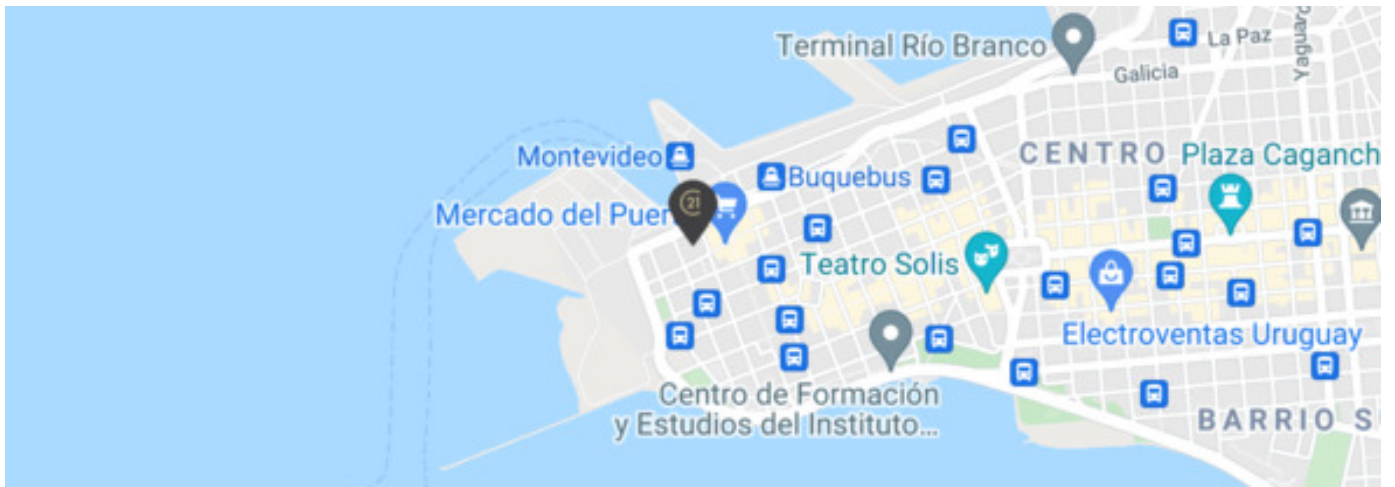 Terminal Río Branco
La Paz
Galicia
Yaguaro
CENTRO
Plaza Caganch
Montevideo
Buquebus
21
Mercado del Puer
Teatro Solis
Electroventas Uruguay
Centro de Formación
y Estudios del Instituto...
BARRIO S